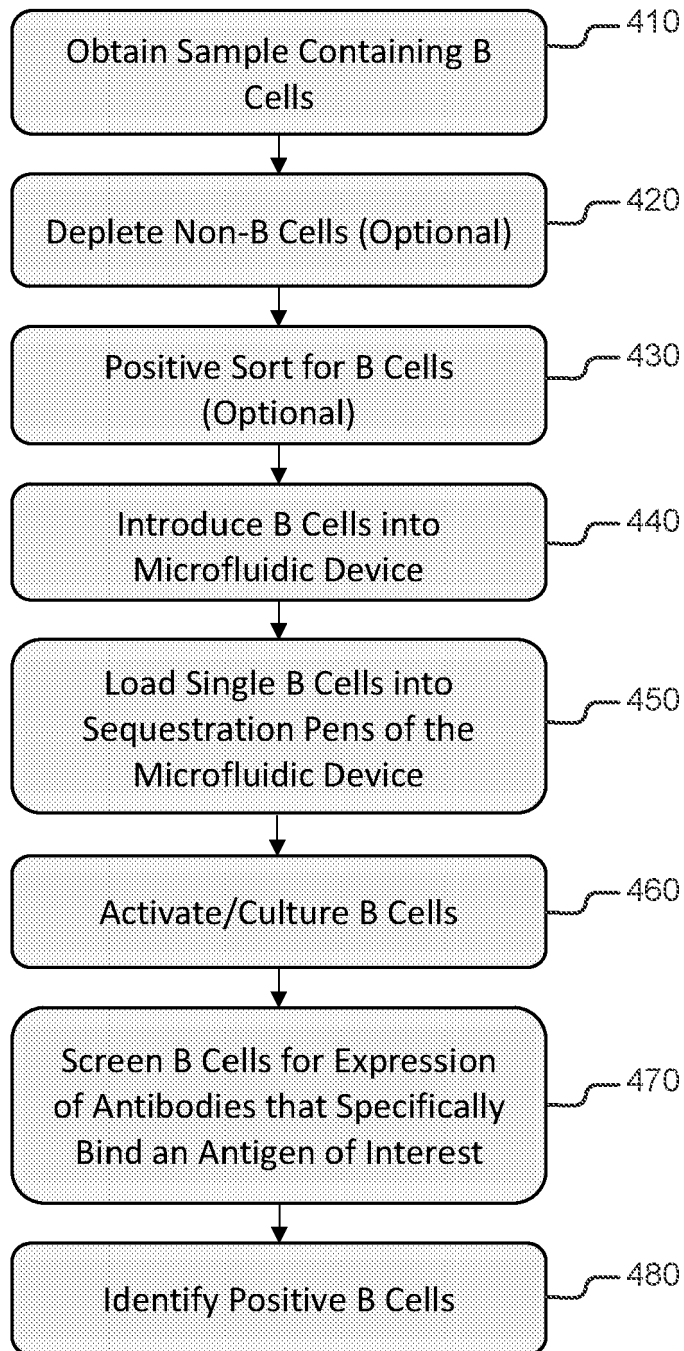 Obtain Sample Containing B
Cells
410
Deplete Non-B Cells (Optional)
420
Positive Sort for B Cells
(Optional)
430
Introduce B Cells into
Microfluidic Device
440
Load Single B Cells into
Sequestration Pens of the
Microfluidic Device
450
Activate/Culture B Cells
460
Screen B Cells for Expression
of Antibodies that Specifically
Bind an Antigen of Interest
470
Identify Positive B Cells
480